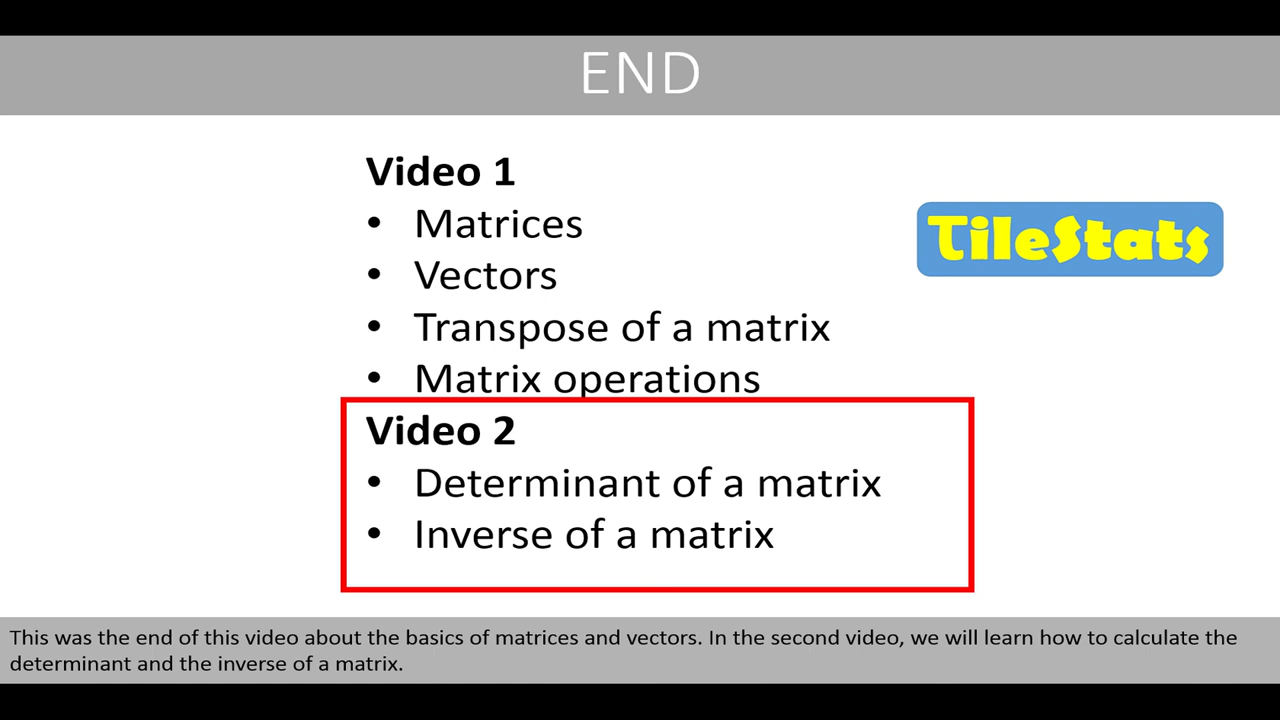 END
Video 1
• Matrices
• Vectors
• Transpose of a matrix
• Matrix operations
TileStats
Video 2
• Determinant of a matrix
• Inverse of a matrix
This was the end of this video about the basics of matrices and vectors. In the second video, we will learn how to calculate the
determinant and the inverse of a matrix.